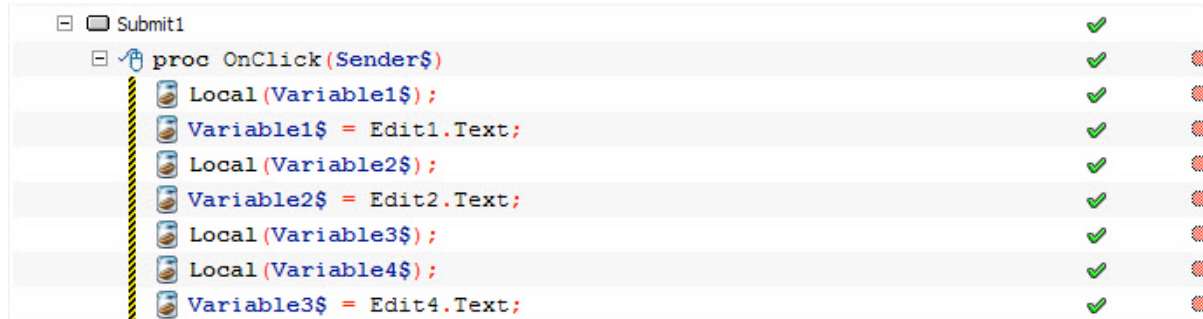 Submit1
proc OnClick(Sender$)
Local(Variable1$);
Variable1$ = Edit1.Text;
Local(Variable2$);
Variable2$ = Edit2.Text;
Local(Variable3$);
Local(Variable4$);
Variable3$ = Edit4.Text;